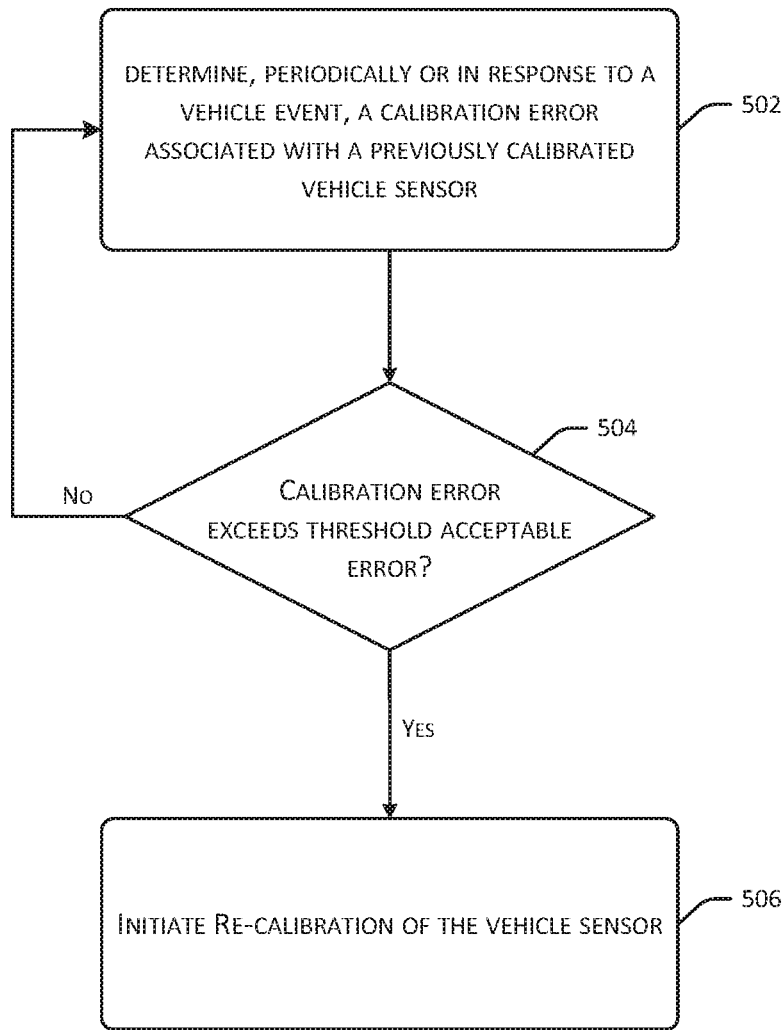 DETERMINE, PERIODICALLY OR IN RESPONSE TO A
VEHICLE EVENT, A CALIBRATION ERROR
ASSOCIATED WITH A PREVIOUSLY CALIBRATED
VEHICLE SENSOR
502
504
CALIBRATION ERROR
EXCEEDS THRESHOLD ACCEPTABLE
ERROR?
NO
YES
INITIATE RE-CALIBRATION OF THE VEHICLE SENSOR
506